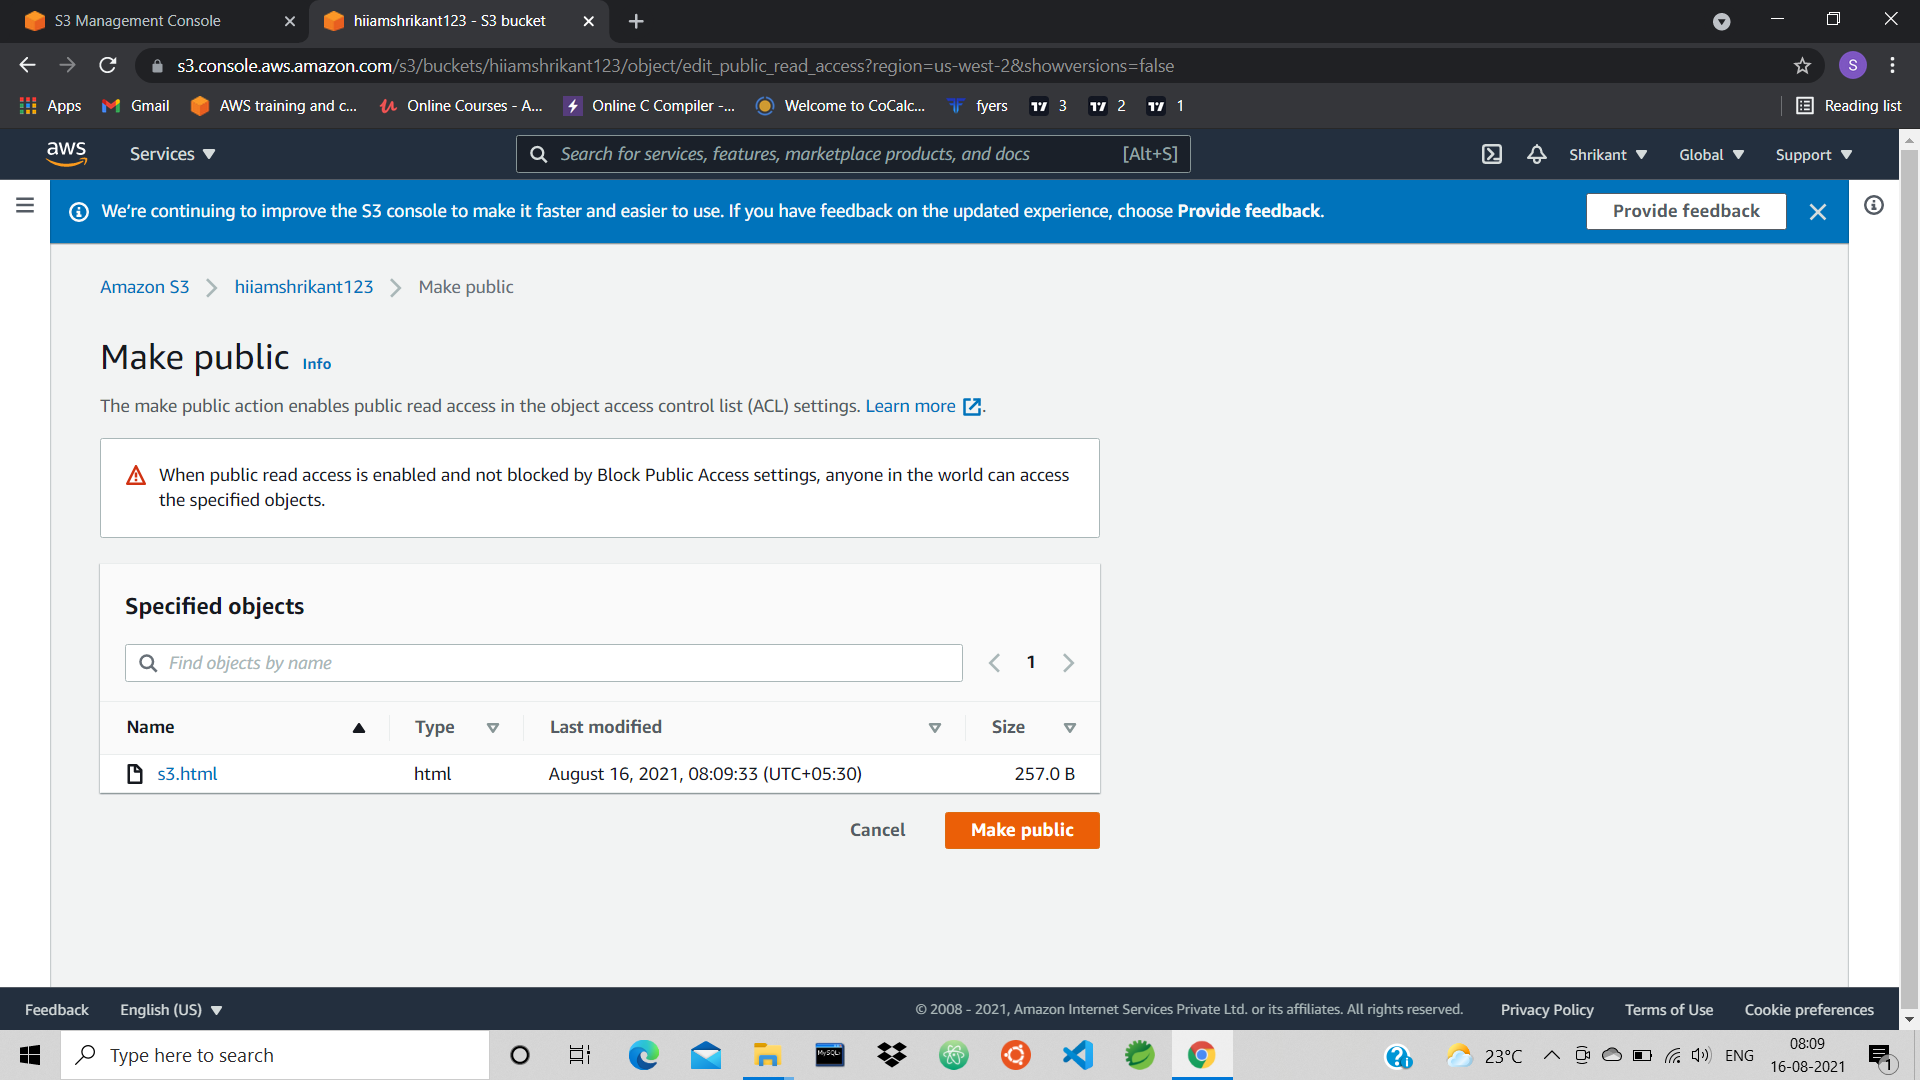 S3 Management Console
hiiamshrikant123 - S3 bucket
s3.console.aws.amazon.com/s3/buckets/hiiamshrikant123/object/edit_public_read_access?region=us-west-2&showversions=false
S
Apps
Gmail
AWS training and c...
Online Courses - A...
Online C Compiler -...
Welcome to CoCalc...
fyers
3
2
1
Reading list
aws
Services
Search for services, features, marketplace products, and docs
[Alt+S]
Shrikant
Global
Support
We're continuing to improve the S3 console to make it faster and easier to use. If you have feedback on the updated experience, choose Provide feedback.
Provide feedback
Amazon S3
hiiamshrikant123
Make public
Make public
Info
The make public action enables public read access in the object access control list (ACL) settings. Learn more.
When public read access is enabled and not blocked by Block Public Access settings, anyone in the world can access
the specified objects.
Specified objects
Find objects by name
1
Name
Type
Last modified
Size
s3.html
html
August 16, 2021, 08:09:33 (UTC+05:30)
257.0 B
Cancel
Make public
Feedback
English (US)
© 2008 - 2021, Amazon Internet Services Private Ltd. or its affiliates. All rights reserved.
Privacy Policy
Terms of Use
Cookie preferences
Type here to search
23°C
ENG
08:09
16-08-2021
1